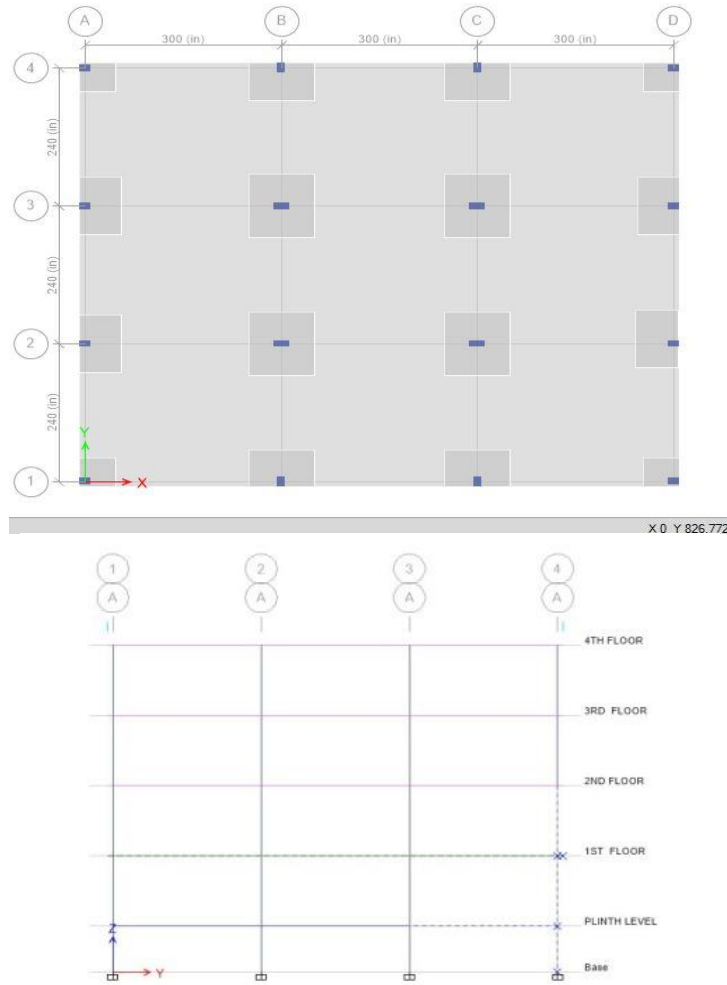 A B C D
300 (in) 300 (in) 300 (in)
4
240 (in)
3
240 (in)
2
240 (in)
Y
1
X
X 0 Y 826.772
1 2 3 4
A A A A
4TH FLOOR
3RD FLOOR
2ND FLOOR
1ST FLOOR
PLINTH LEVEL
Z
Y
Base